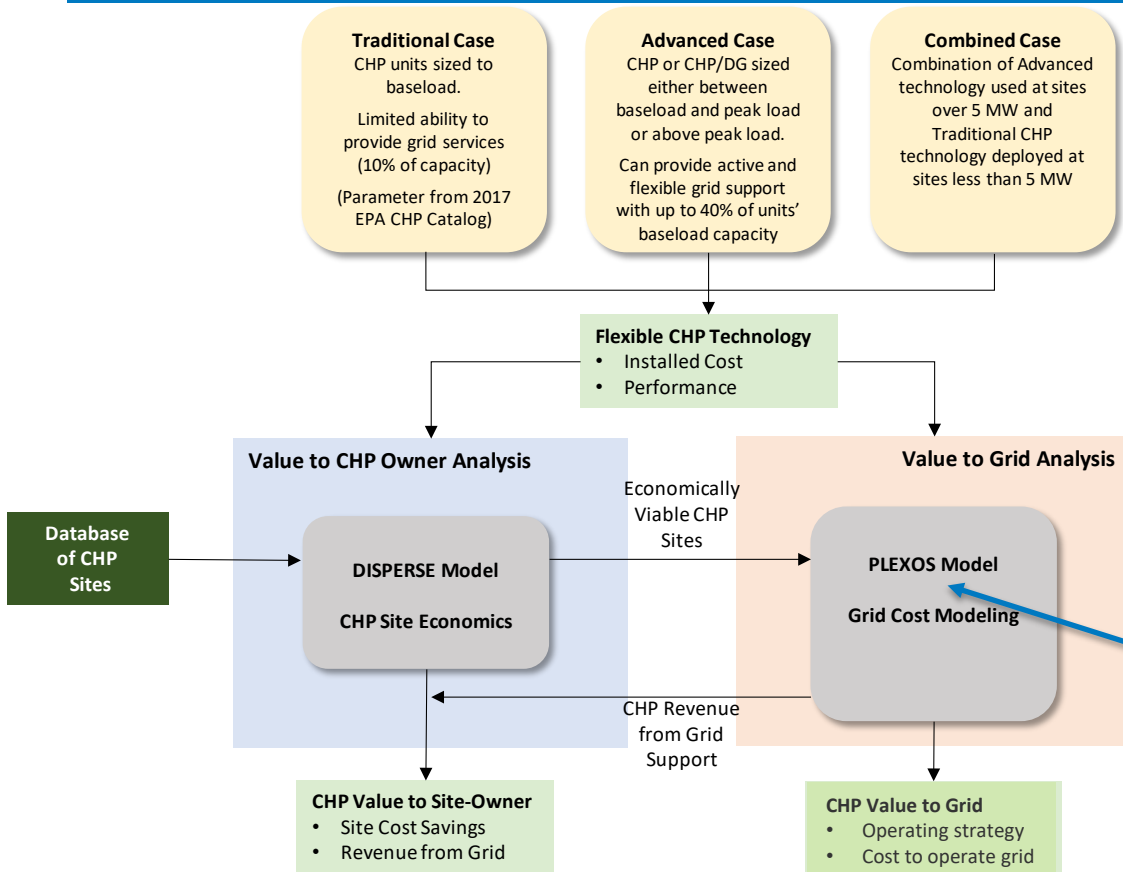 Traditional Case
CHP units sized to
baseload.
Limited ability to
provide grid services
(10% of capacity)
(Parameter from 2017
EPA CHP Catalog)
Advanced Case
CHP or CHP/DG sized
either between
baseload and peak load
or above peak load.
Can provide active and
flexible grid support
with up to 40% of units’
baseload capacity
Combined Case
Combination of Advanced
technology used at sites
over 5 MW and
Traditional CHP
technology deployed at
sites less than 5 MW
Flexible CHP Technology
• Installed Cost
• Performance
Value to CHP Owner Analysis
Value to Grid Analysis
Database
of CHP
Sites
DISPERSE Model
CHP Site Economics
Economically
Viable CHP
Sites
PLEXOS Model
Grid Cost Modeling
CHP Revenue
from Grid
Support
CHP Value to Site-Owner
• Site Cost Savings
• Revenue from Grid
CHP Value to Grid
• Operating strategy
• Cost to operate grid